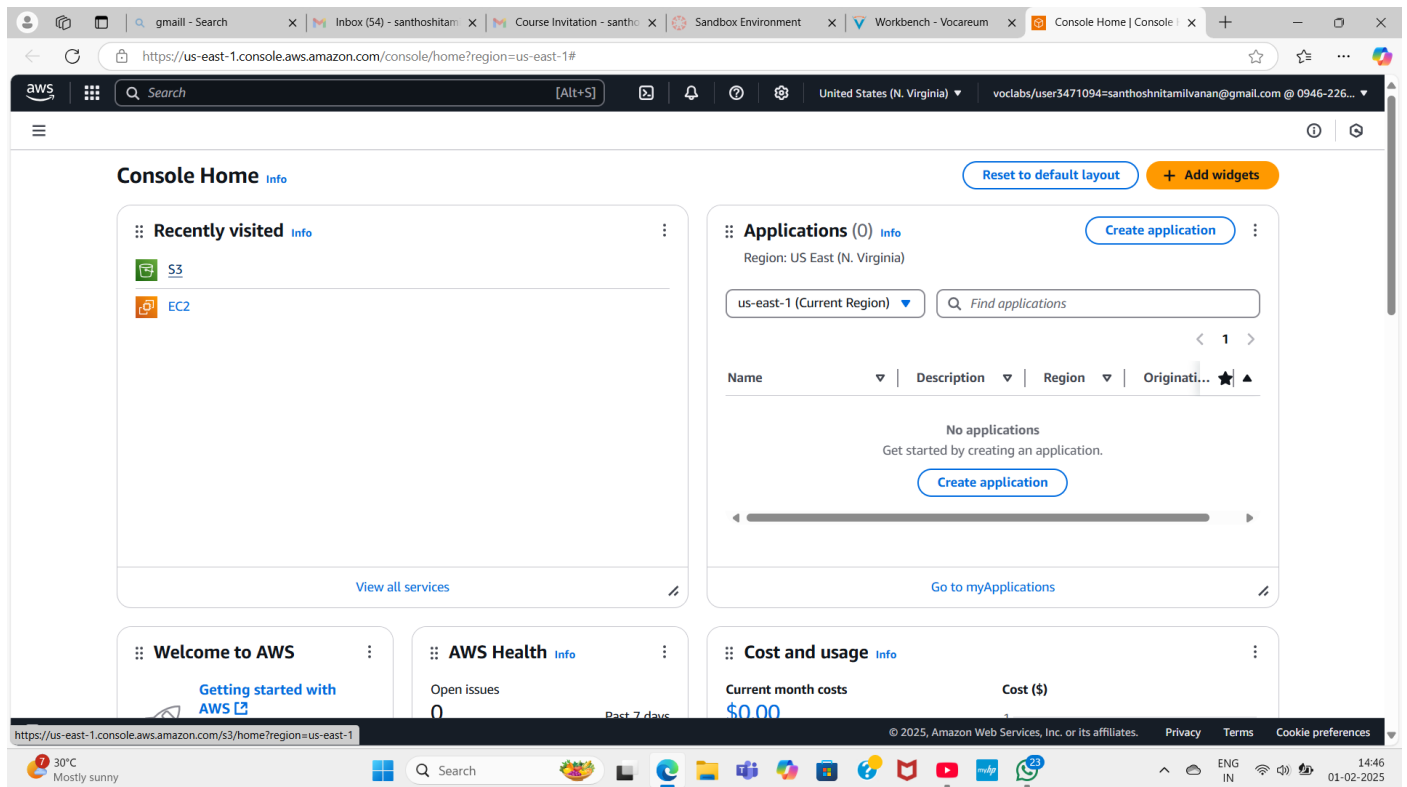 gmaill - Search
Inbox (54) - santhoshitam
Course Invitation - santho
Sandbox Environment
Workbench - Vocareum
Console Home | Console
https://us-east-1.console.aws.amazon.com/console/home?region=us-east-1#
aws
Search
[Alt+S]
United States (N. Virginia)
voclabs/user3471094=santhoshnitamilvanan@gmail.com @ 0946-226...
Console Home Info
Reset to default layout
+ Add widgets
Recently visited Info
S3
EC2
View all services
Applications (0) Info
Create application
Region: US East (N. Virginia)
us-east-1 (Current Region)
Find applications
1
Name
Description
Region
Originati...
No applications
Get started by creating an application.
Create application
Go to myApplications
Welcome to AWS
Getting started with
AWS
AWS Health Info
Open issues
0
Past 7 days
Cost and usage Info
Current month costs
$0.00
Cost ($)
1
https://us-east-1.console.aws.amazon.com/s3/home?region=us-east-1
© 2025, Amazon Web Services, Inc. or its affiliates.
Privacy
Terms
Cookie preferences
7
30°C
Mostly sunny
Search
myhp
23
ENG
IN
14:46
01-02-2025